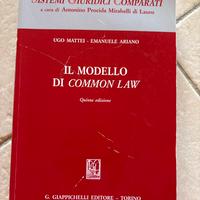 SISTEMI GIURIDICI COMPARATI
a cura di Antonino Procida Mirabelli di Lauro
UGO MATTEI - EMANUELE ARIANO
IL MODELLO
DI COMMON LAW
Quinta edizione
G. GIAPPICHELLI EDITORE – TORINO